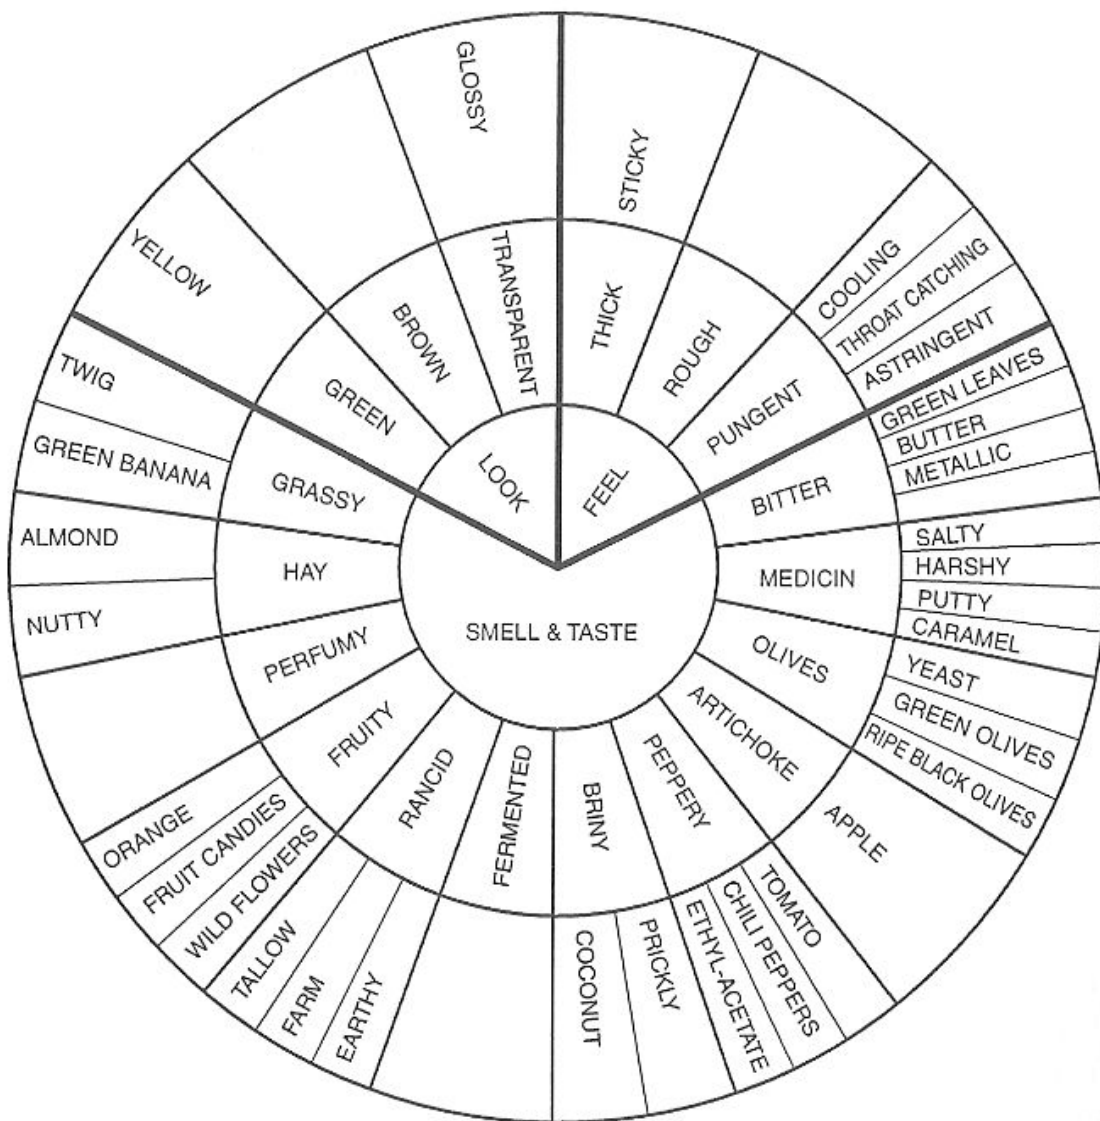 LOOK
FEEL
SMELL & TASTE
TRANSPARENT
BROWN
GREEN
THICK
ROUGH
PUNGENT
BITTER
MEDICIN
OLIVES
ARTICHOKE
PEPPERY
BRINY
FERMENTED
RANCID
FRUITY
PERFUMY
HAY
GRASSY
GLOSSY
YELLOW
STICKY
COOLING
THROAT CATCHING
ASTRINGENT
GREEN LEAVES
BUTTER
METALLIC
SALTY
HARSHY
PUTTY
CARAMEL
YEAST
GREEN OLIVES
RIPE BLACK OLIVES
APPLE
TOMATO
CHILI PEPPERS
ETHYL-ACETATE
PRICKLY
COCONUT
EARTHY
FARM
TALLOW
WILD FLOWERS
FRUIT CANDIES
ORANGE
NUTTY
ALMOND
GREEN BANANA
TWIG